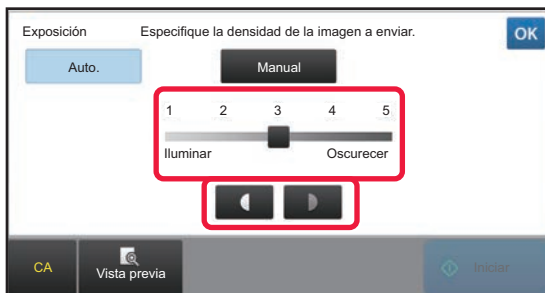 Exposición Especifique la densidad de la imagen a enviar. OK
Auto. Manual
1 2 3 4 5
Iluminar Oscurecer
CA Vista previa Iniciar